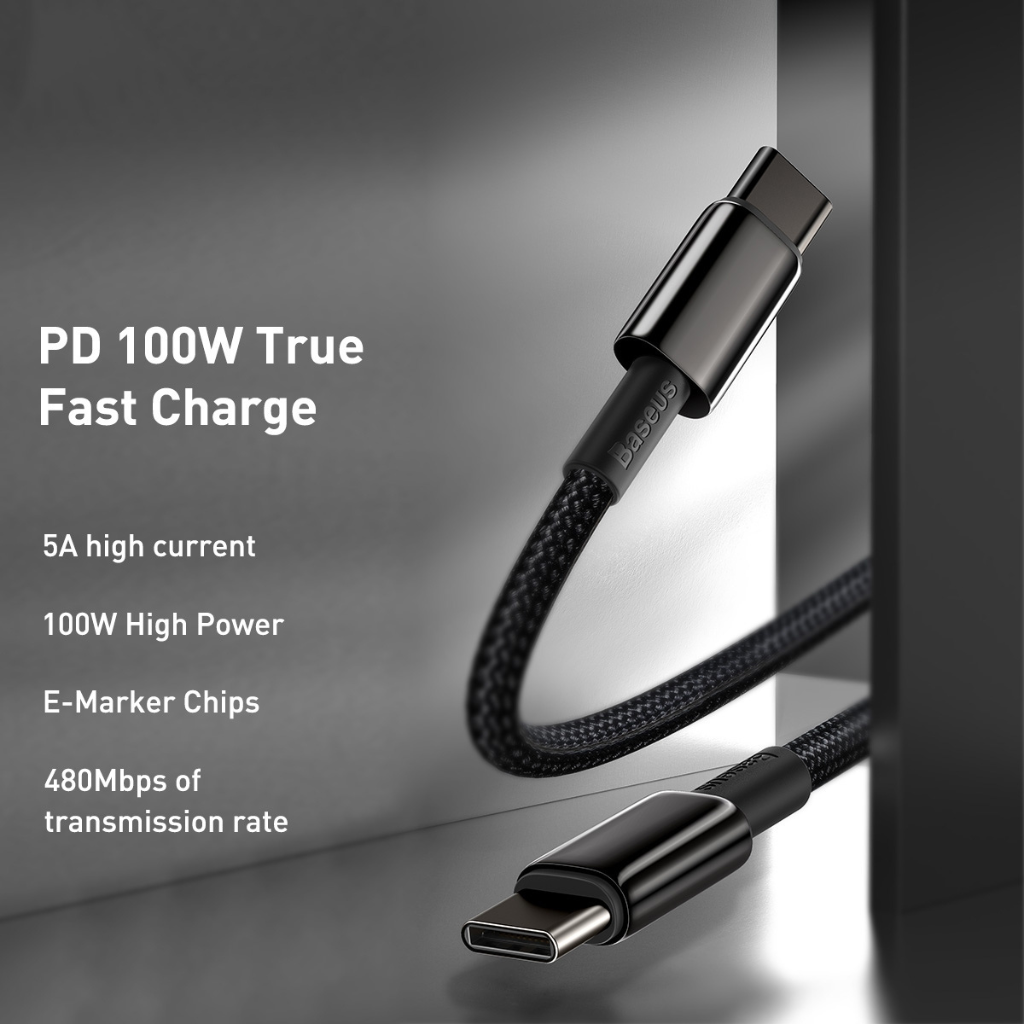 PD 100W True
Fast Charge
5A high current
100W High Power
E-Marker Chips
480Mbps of
transmission rate
Baseus
Baseus